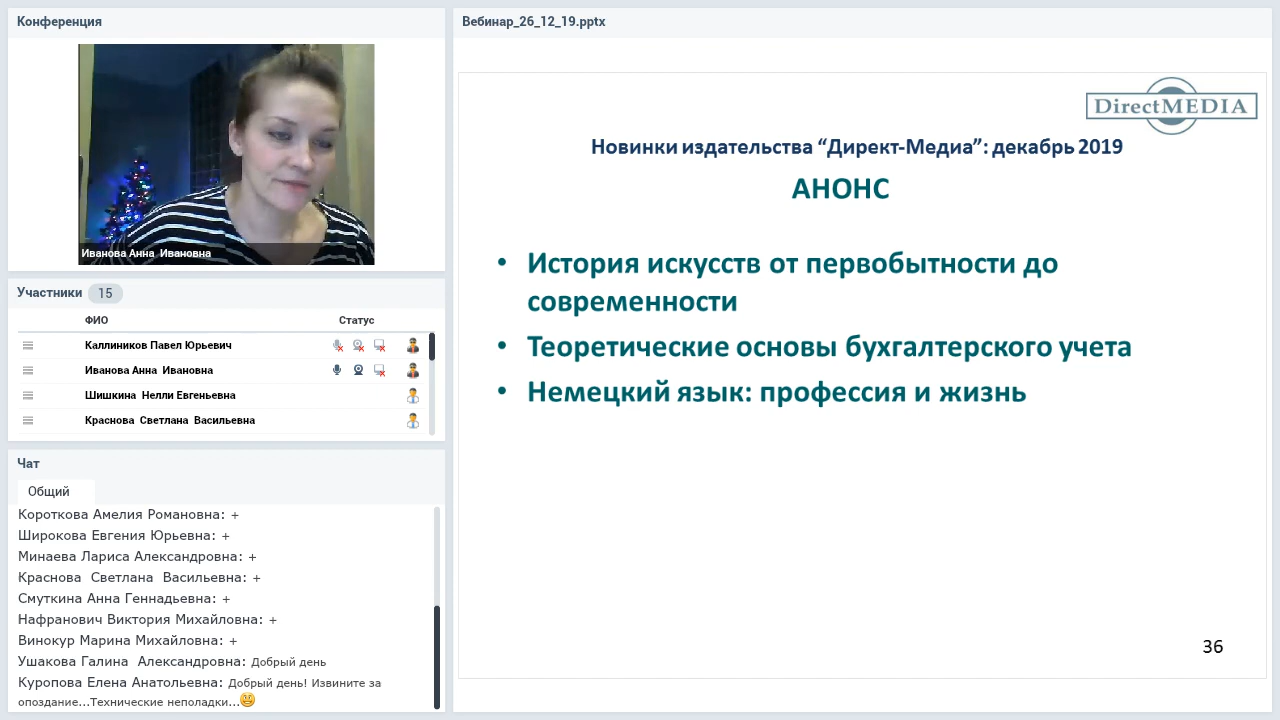 Конференция
Иванова Анна  Ивановна
Участники 15
ФИО Статус
Каллиников Павел Юрьевич
Иванова Анна  Ивановна
Шишкина  Нелли Евгеньевна
Краснова  Светлана  Васильевна
Чат
Общий
Короткова Амелия Романовна: +
Широкова Евгения Юрьевна: +
Минаева Лариса Александровна: +
Краснова  Светлана  Васильевна: +
Смуткина Анна Геннадьевна: +
Нафранович Виктория Михайловна: +
Винокур Марина Михайловна: +
Ушакова Галина  Александровна: Добрый день
Куропова Елена Анатольевна: Добрый день! Извините за
опоздание...Технические неполадки...
Вебинар_26_12_19.pptx
DirectMEDIA
Новинки издательства “Директ-Медиа”: декабрь 2019
АНОНС
• История искусств от первобытности до
современности
• Теоретические основы бухгалтерского учета
• Немецкий язык: профессия и жизнь
36